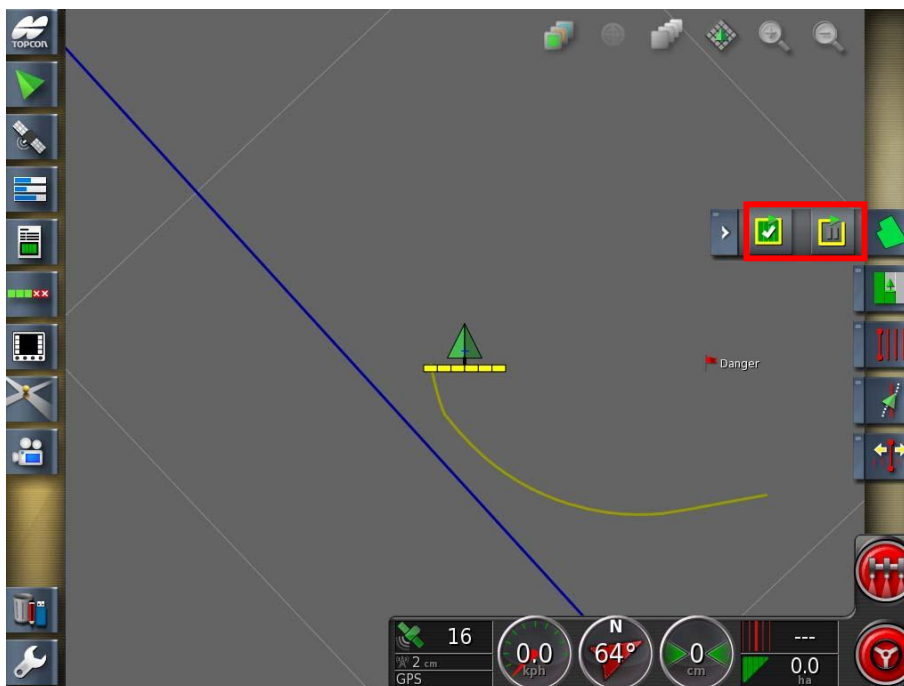 TOPCON
Danger
16
2 cm
GPS
0.0
kph
N
64°
0
cm
---
0.0
ha